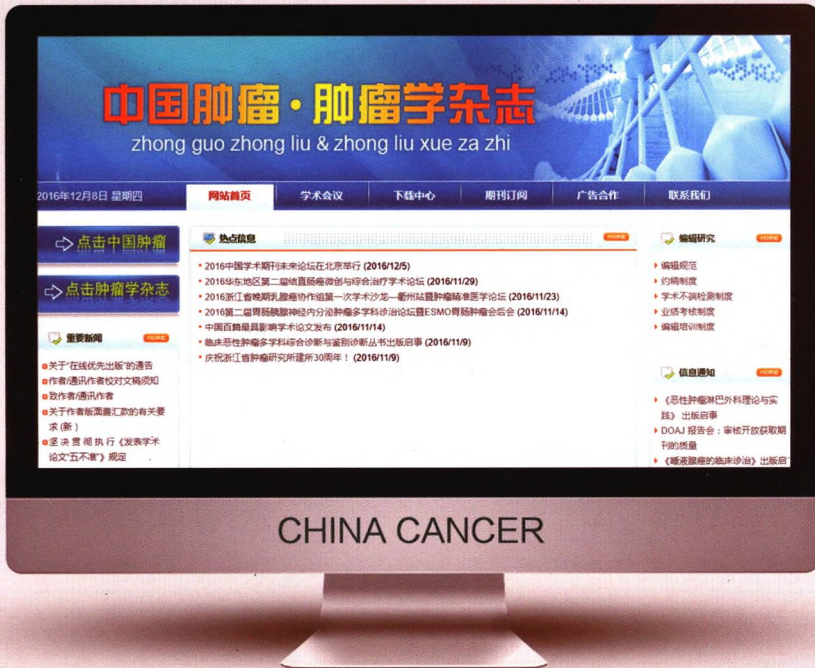 中国肿瘤·肿瘤学杂志
zhong guo zhong liu & zhong liu xue za zhi
2016年12月8日 星期四
网站首页
学术会议
下载中心
期刊订阅
广告合作
联系我们
点击中国肿瘤
点击肿瘤学杂志
重要新闻
MORE
关于“在线优先出版”的通告
作者/通讯作者校对文稿须知
致作者/通讯作者
关于作者版面费汇款的有关要
求(新)
坚决贯彻执行《发表学术
论文“五不准”》规定
热点信息
MORE
2016中国学术期刊未来论坛在北京举行 (2016/12/5)
2016华东地区第二届结直肠癌微创与综合治疗学术论坛 (2016/11/29)
2016浙江省晚期乳腺癌协作组第一次学术沙龙—衢州站暨肿瘤精准医学论坛 (2016/11/23)
2016第二届胃肠胰腺神经内分泌肿瘤多学科诊治论坛暨ESMO胃肠肿瘤会后会 (2016/11/14)
中国百篇最具影响学术论文发布 (2016/11/14)
临床恶性肿瘤多学科综合诊断与鉴别诊断丛书出版启事 (2016/11/9)
庆祝浙江省肿瘤研究所建所30周年！ (2016/11/9)
编辑研究
MORE
编辑规范
约稿制度
学术不端检测制度
业绩考核制度
编辑培训制度
信息通知
MORE
《恶性肿瘤淋巴外科理论与实
践》 出版启事
DOAJ 报告会：审核开放获取期
刊的质量
《唾液腺癌的临床诊治》出版启
CHINA CANCER